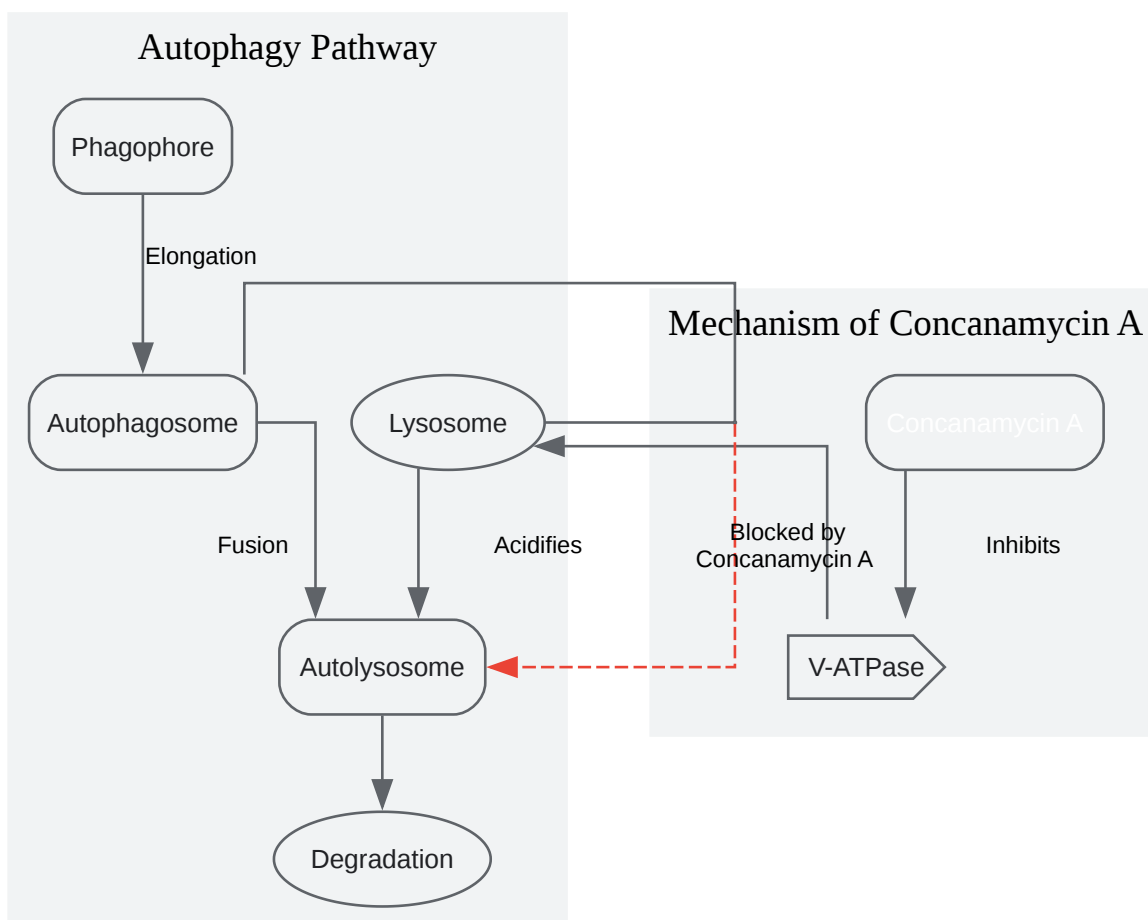 Autophagy Pathway
Phagophore
Elongation
Mechanism of Concanamycin A
Autophagosome
Lysosome
Concanamycin A
Fusion
Acidifies
Blocked by
Concanamycin A
Inhibits
Autolysosome
V-ATPase
Degradation